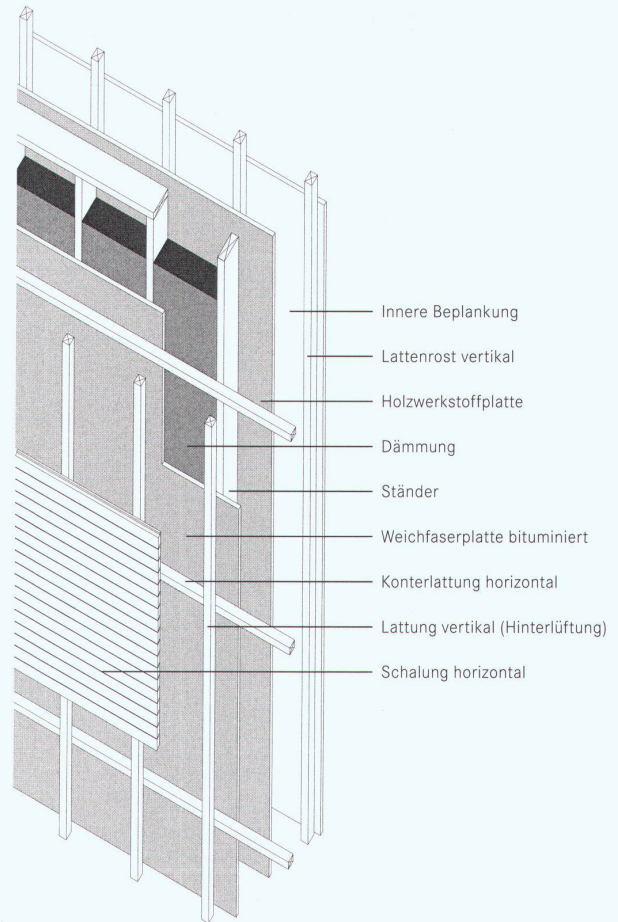 Innere Beplankung
Lattenrost vertikal
Holzwerkstoffplatte
Dämmung
Ständer
Weichfaserplatte bituminiert
Konterlattung horizontal
Lattung vertikal (Hinterlüftung)
Schalung horizontal